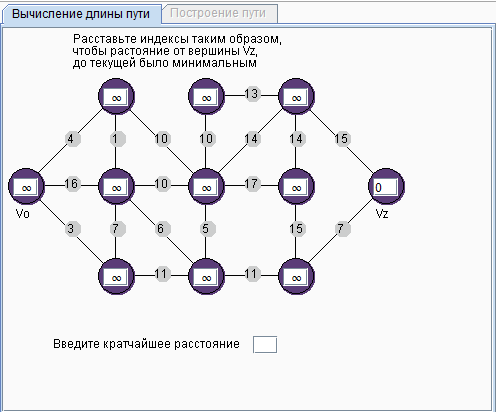 Вычисление длины пути Построение пути
Расставьте индексы таким образом,
чтобы растояние от вершины Vz,
до текущей было минимальным
∞ ∞ 13 ∞
4 1 10 10 14 14 15
∞ 16 ∞ 10 ∞ 17 ∞ 0
Vo Vz
3 7 6 5 15 7
∞ 11 ∞ 11 ∞
Введите кратчайшее расстояние